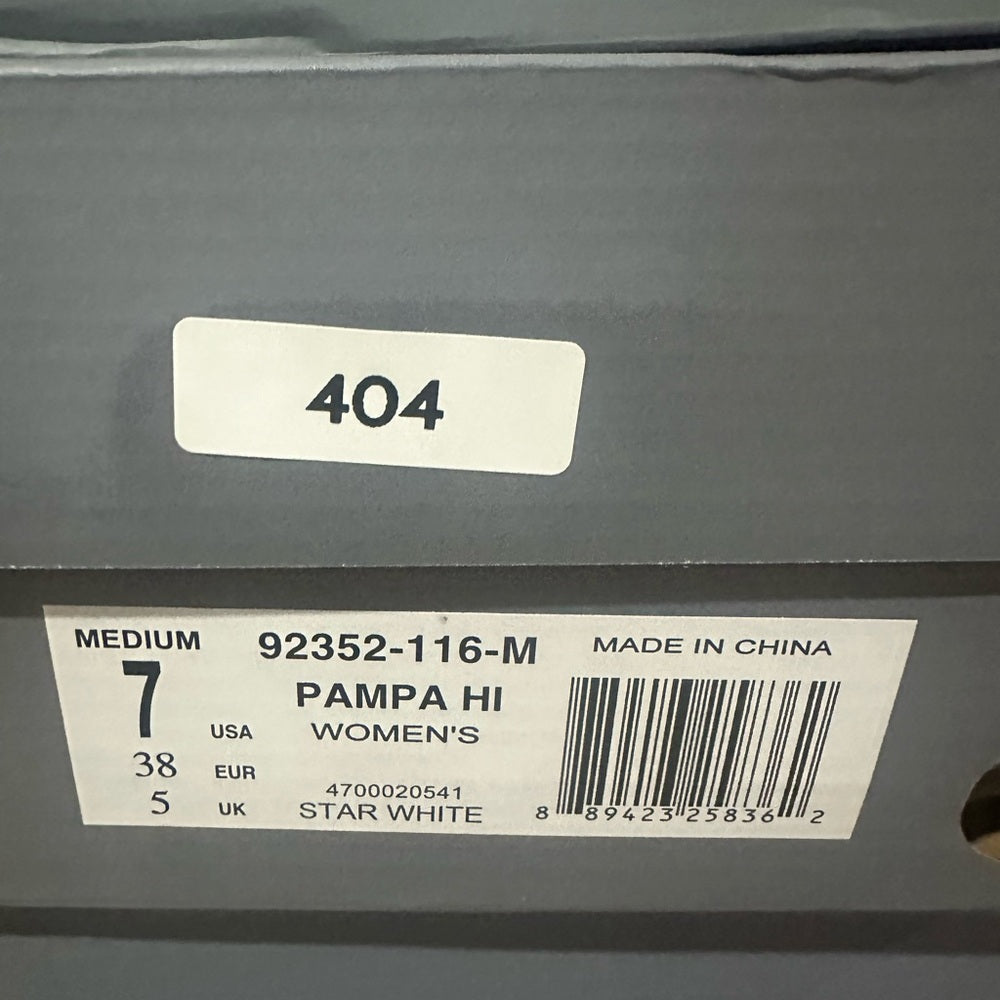 404
MEDIUM
7 USA
38 EUR
5 UK
92352-116-M
PAMPA HI
WOMEN'S
4700020541
STAR WHITE
MADE IN CHINA
8 89423 25836 2